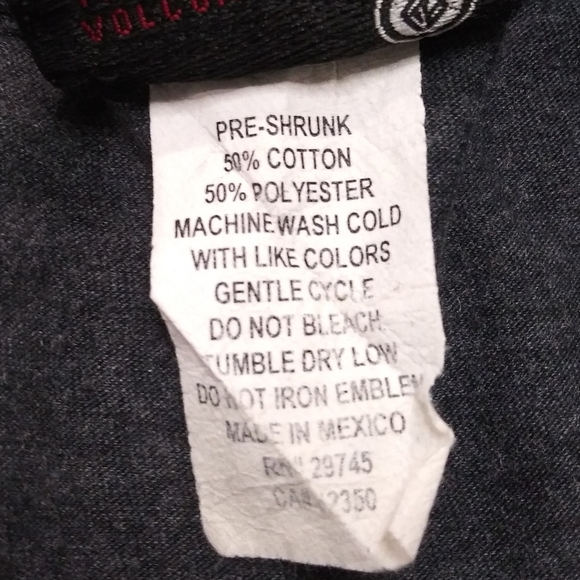 PRE-SHRUNK
50% COTTON
50% POLYESTER
MACHINE WASH COLD
WITH LIKE COLORS
GENTLE CYCLE
DO NOT BLEACH
TUMBLE DRY LOW
DO NOT IRON EMBLEM
MADE IN MEXICO
RN# 29745